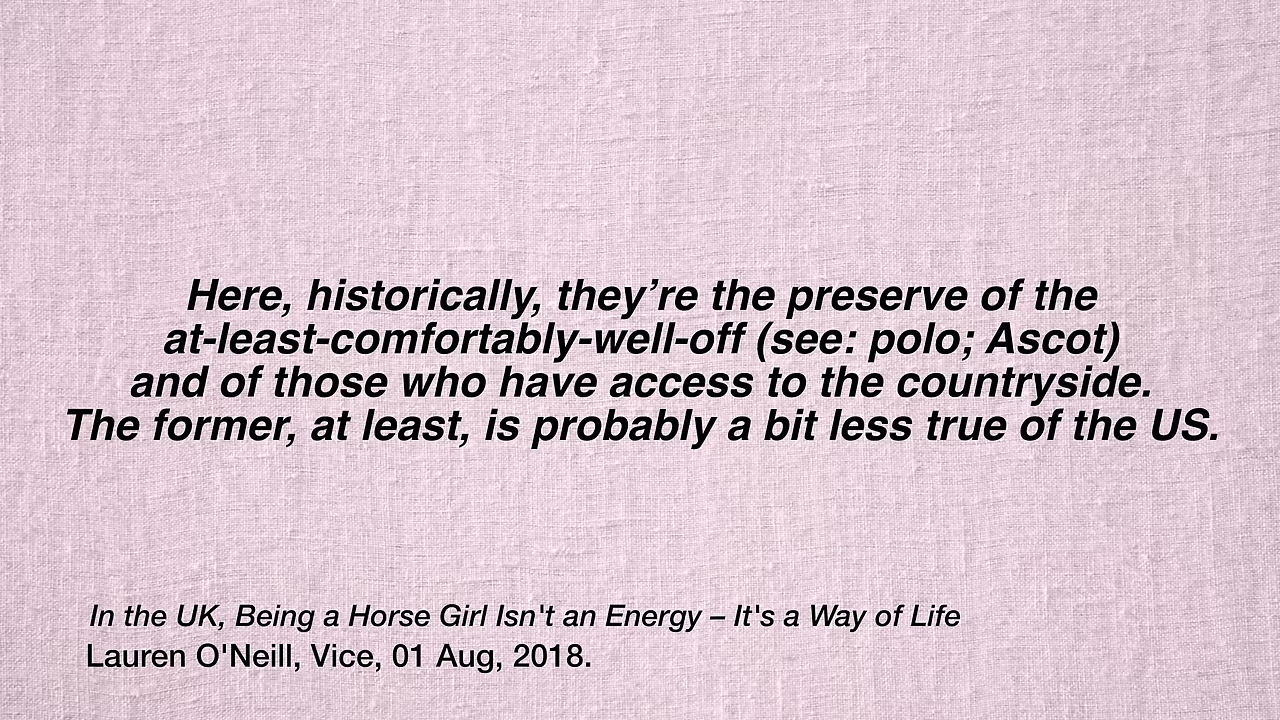 Here, historically, they’re the preserve of the
at-least-comfortably-well-off (see: polo; Ascot)
and of those who have access to the countryside.
The former, at least, is probably a bit less true of the US.
In the UK, Being a Horse Girl Isn't an Energy – It's a Way of Life
Lauren O'Neill, Vice, 01 Aug, 2018.